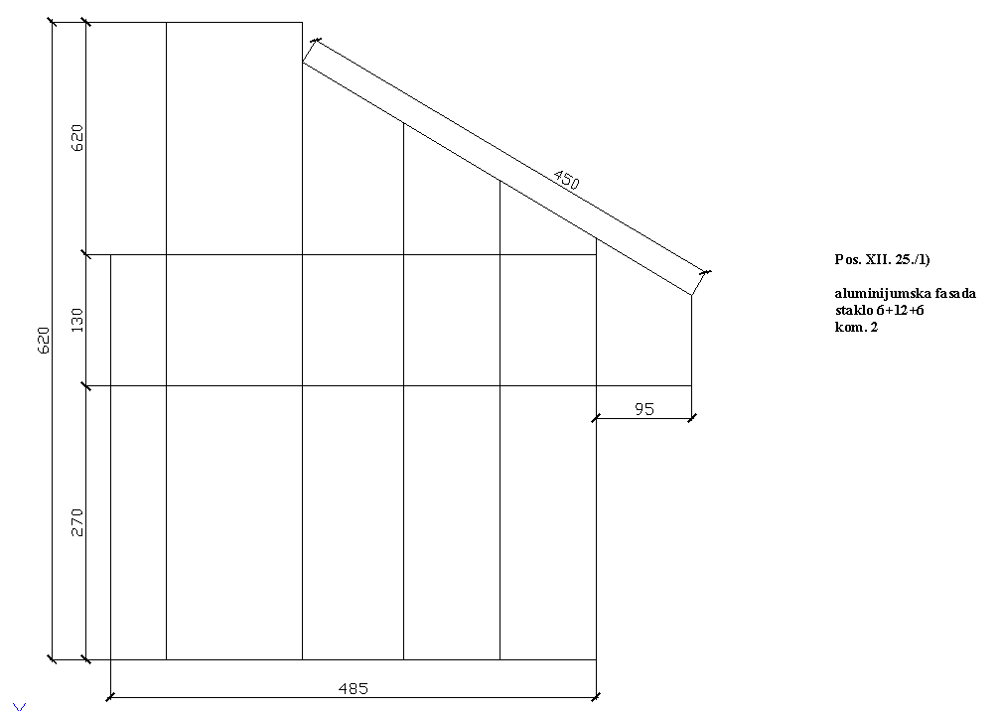 620
620
130
270
450
95
485
Pos. XII. 25./1)
aluminijumska fasada
staklo 6+12+6
kom. 2